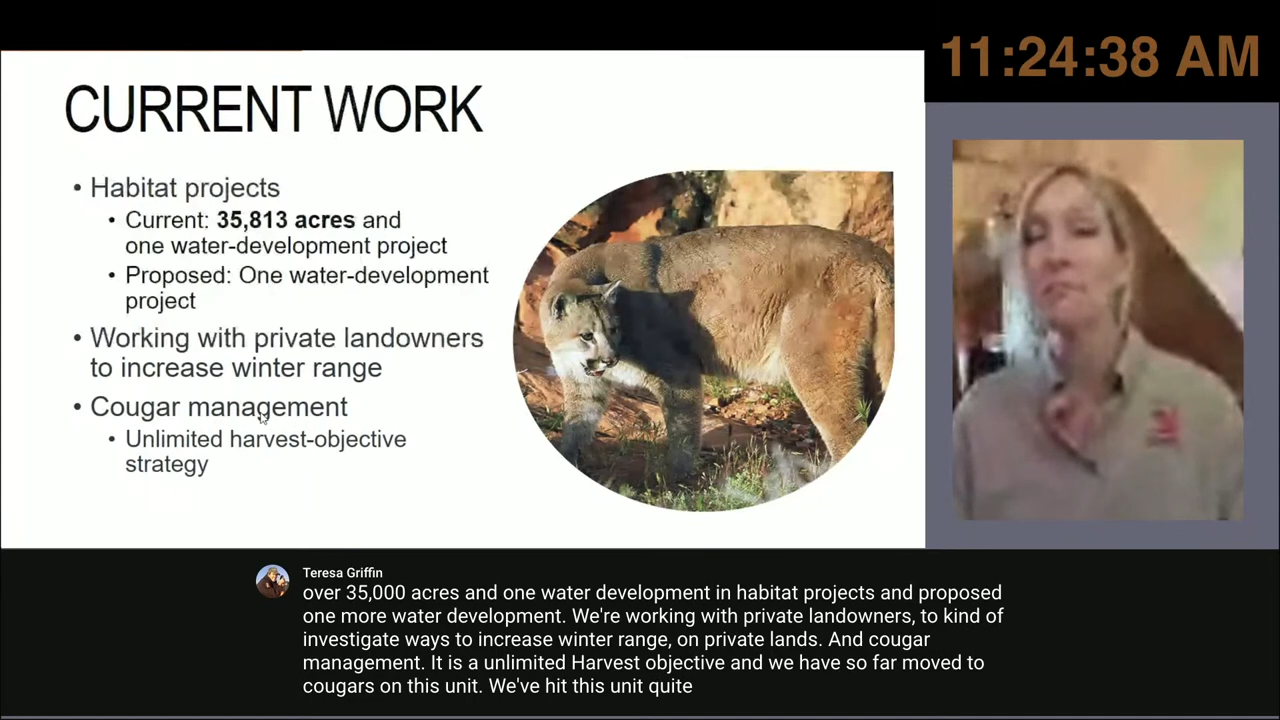 11:24:38 AM
CURRENT WORK
• Habitat projects
• Current: 35,813 acres and
one water-development project
• Proposed: One water-development
project
• Working with private landowners
to increase winter range
• Cougar management
• Unlimited harvest-objective
strategy
Teresa Griffin
over 35,000 acres and one water development in habitat projects and proposed
one more water development. We're working with private landowners, to kind of
investigate ways to increase winter range, on private lands. And cougar
management. It is a unlimited Harvest objective and we have so far moved to
cougars on this unit. We've hit this unit quite